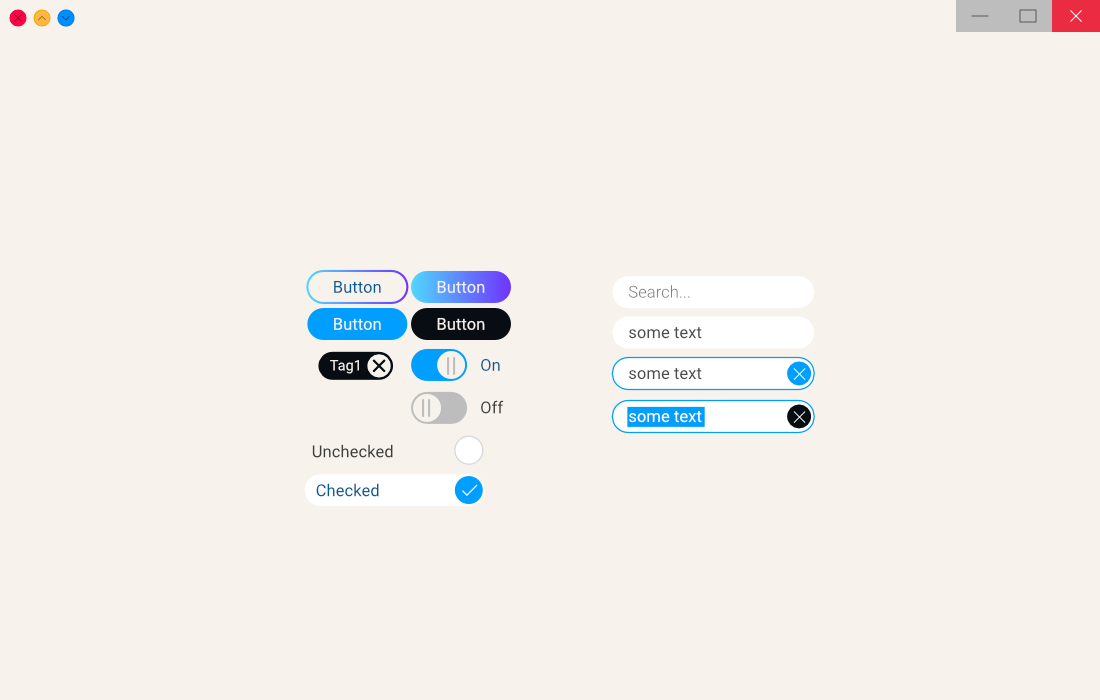 Button
Button
Button
Button
Tag1
On
Off
Unchecked
Checked
Search...
some text
some text
some text